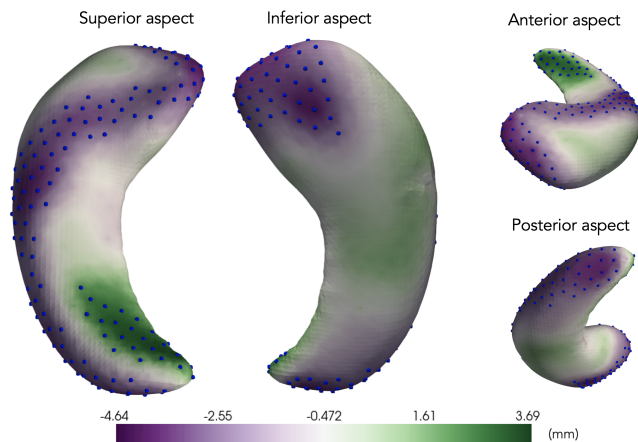 Superior aspect
Inferior aspect
Anterior aspect
Posterior aspect
-4.64 -2.55 -0.472 1.61 3.69
(mm)